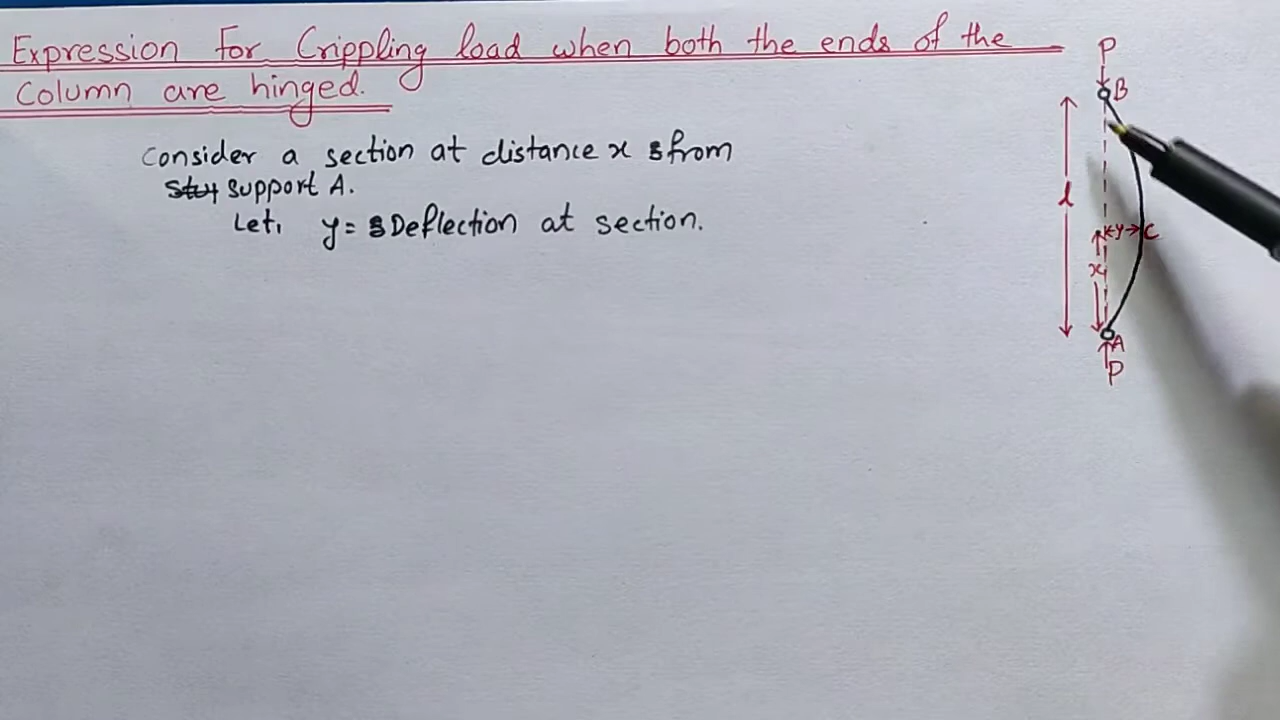 Expression for Crippling load when both the ends of the
Column are hinged.
Consider a section at distance x from
support A.
Let, y = Deflection at section.
P
B
l
y
C
x
A
P